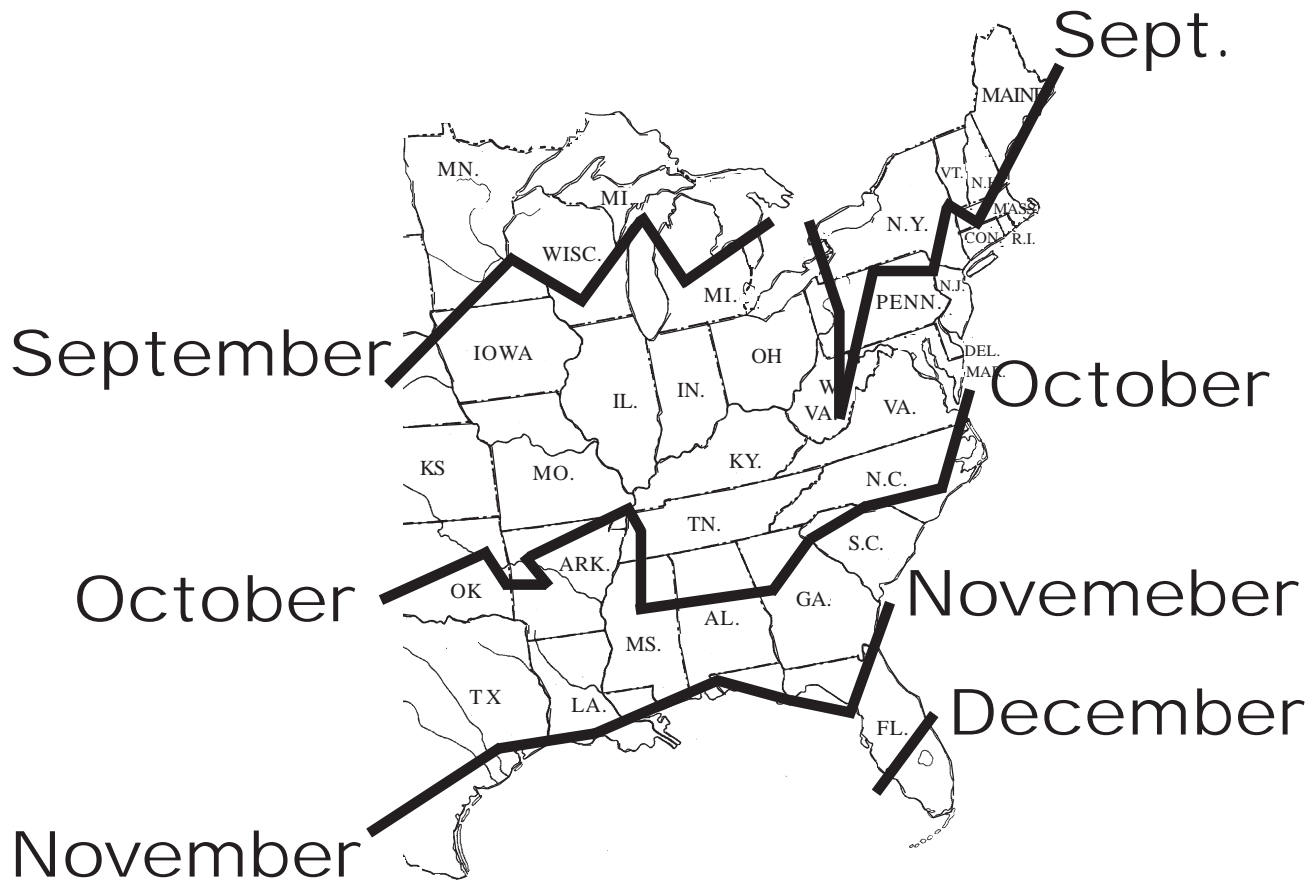 Sept.
MAINE
MN.
VT.
N.H.
MI.
MASS.
N.Y.
WISC.
CON.
R.I.
MI.
N.J.
PENN.
September
IOWA
OH
DEL.
MAR.
October
W.
VA.
IN.
IL.
VA.
KS
MO.
KY.
N.C.
TN.
S.C.
ARK.
OK
October
GA.
Novemeber
AL.
MS.
TX
LA.
FL.
December
November